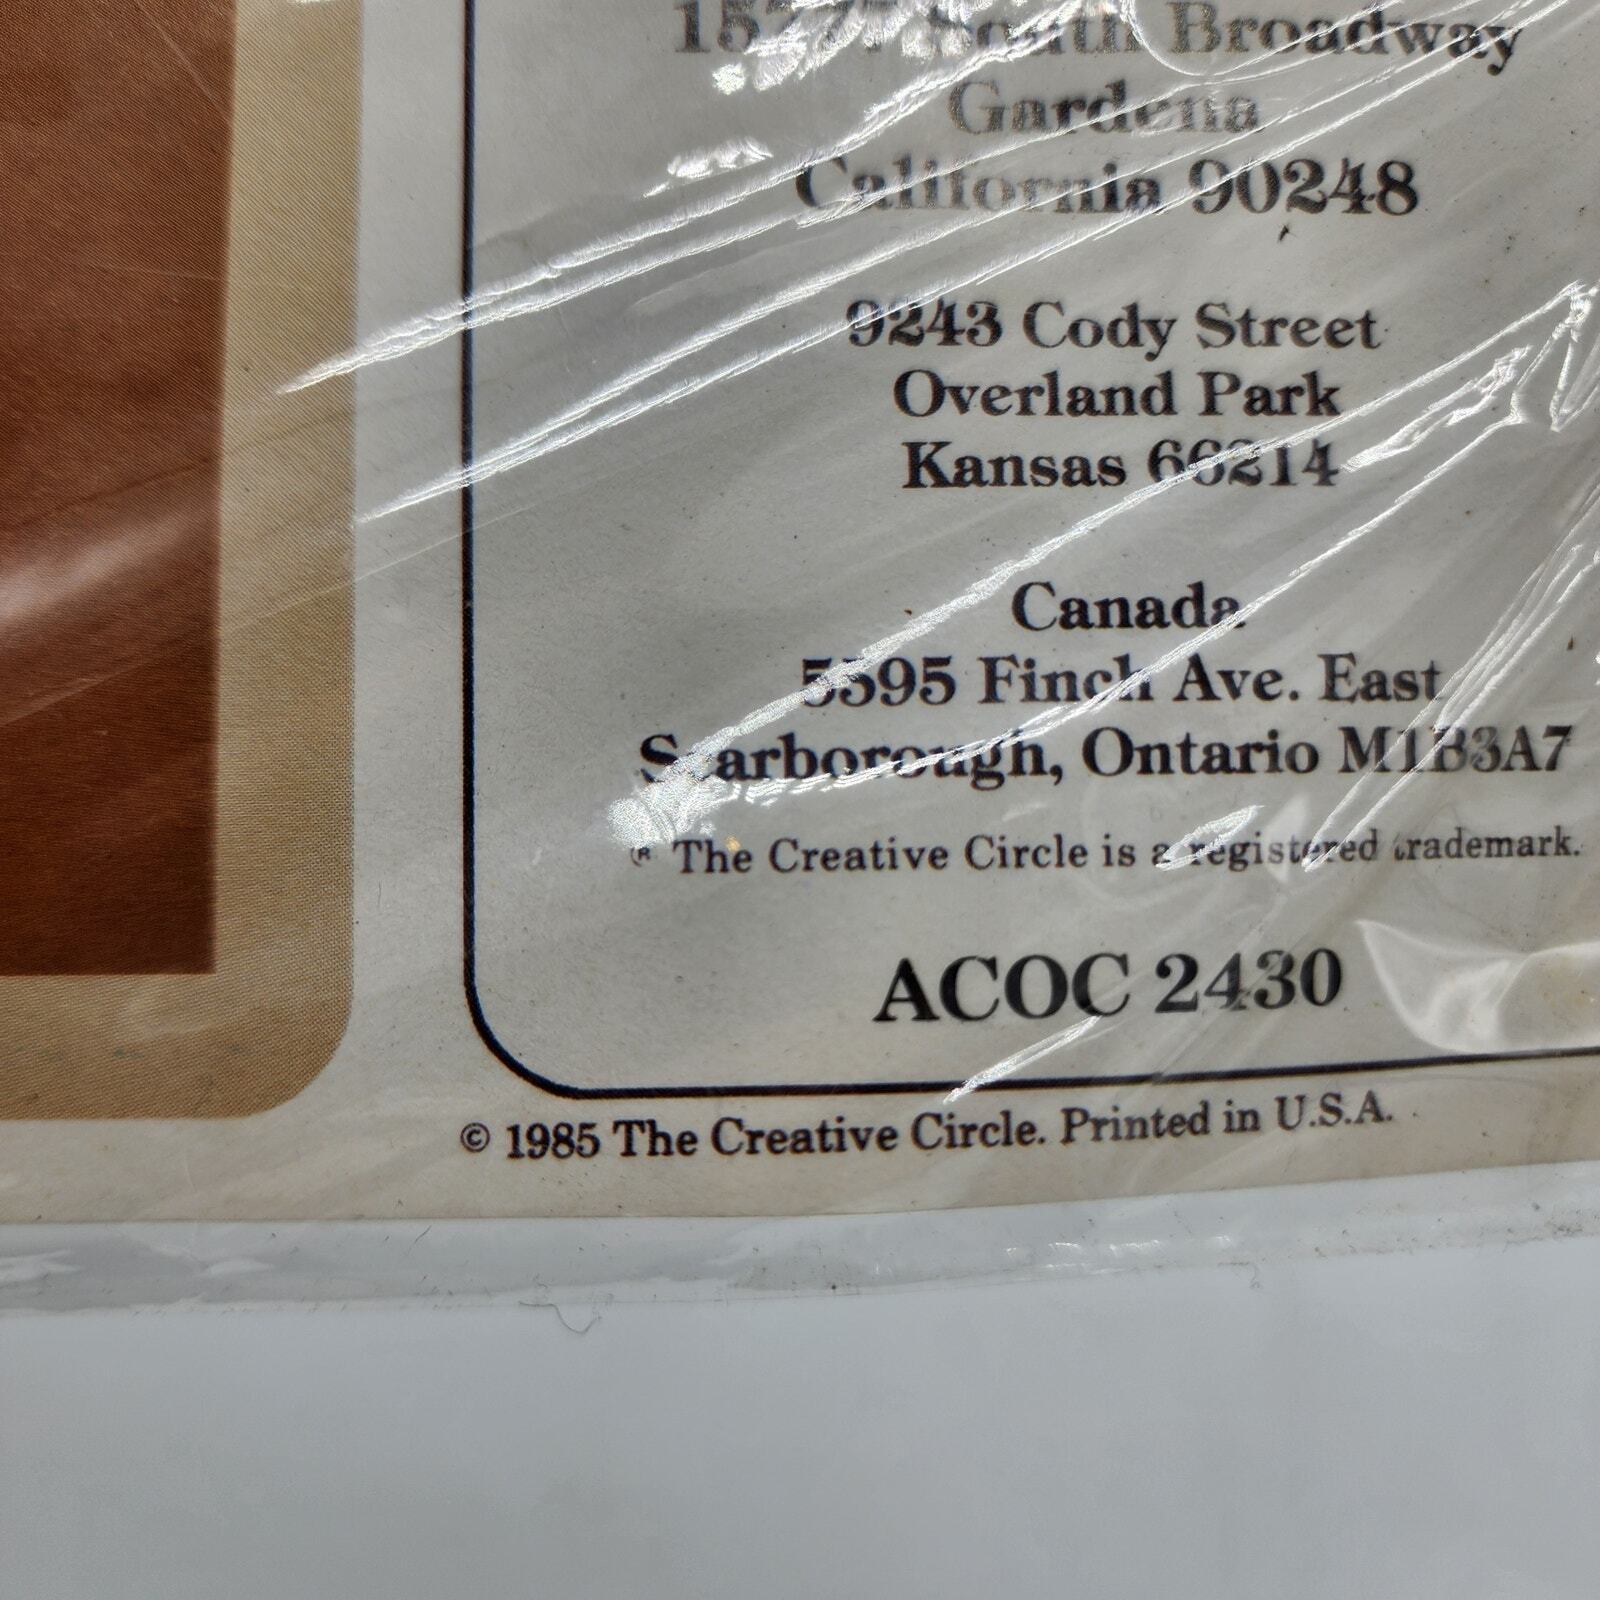 15777 South Broadway
Gardena
California 90248
9243 Cody Street
Overland Park
Kansas 66214
Canada
5595 Finch Ave. East
Scarborough, Ontario M1B3A7
® The Creative Circle is a registered trademark.
ACOC 2430
© 1985 The Creative Circle. Printed in U.S.A.